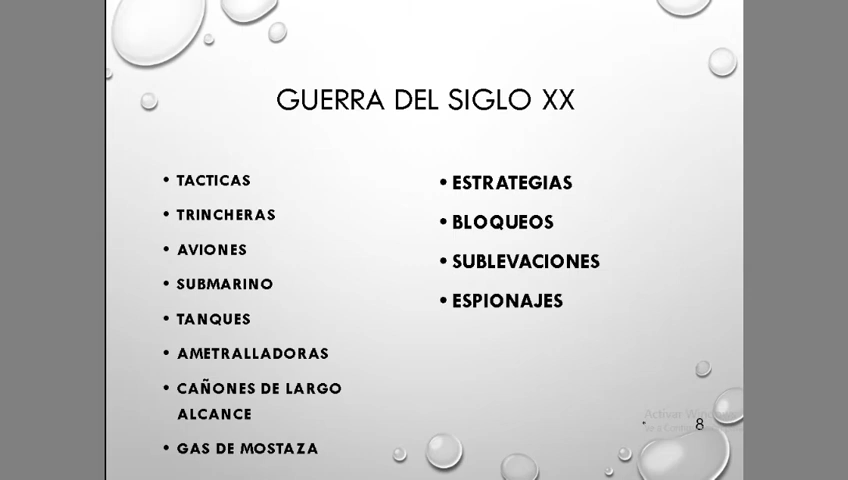 GUERRA DEL SIGLO XX
• TACTICAS
• TRINCHERAS
• AVIONES
• SUBMARINO
• TANQUES
• AMETRALLADORAS
• CAÑONES DE LARGO
ALCANCE
• GAS DE MOSTAZA
• ESTRATEGIAS
• BLOQUEOS
• SUBLEVACIONES
• ESPIONAJES
Activar
8